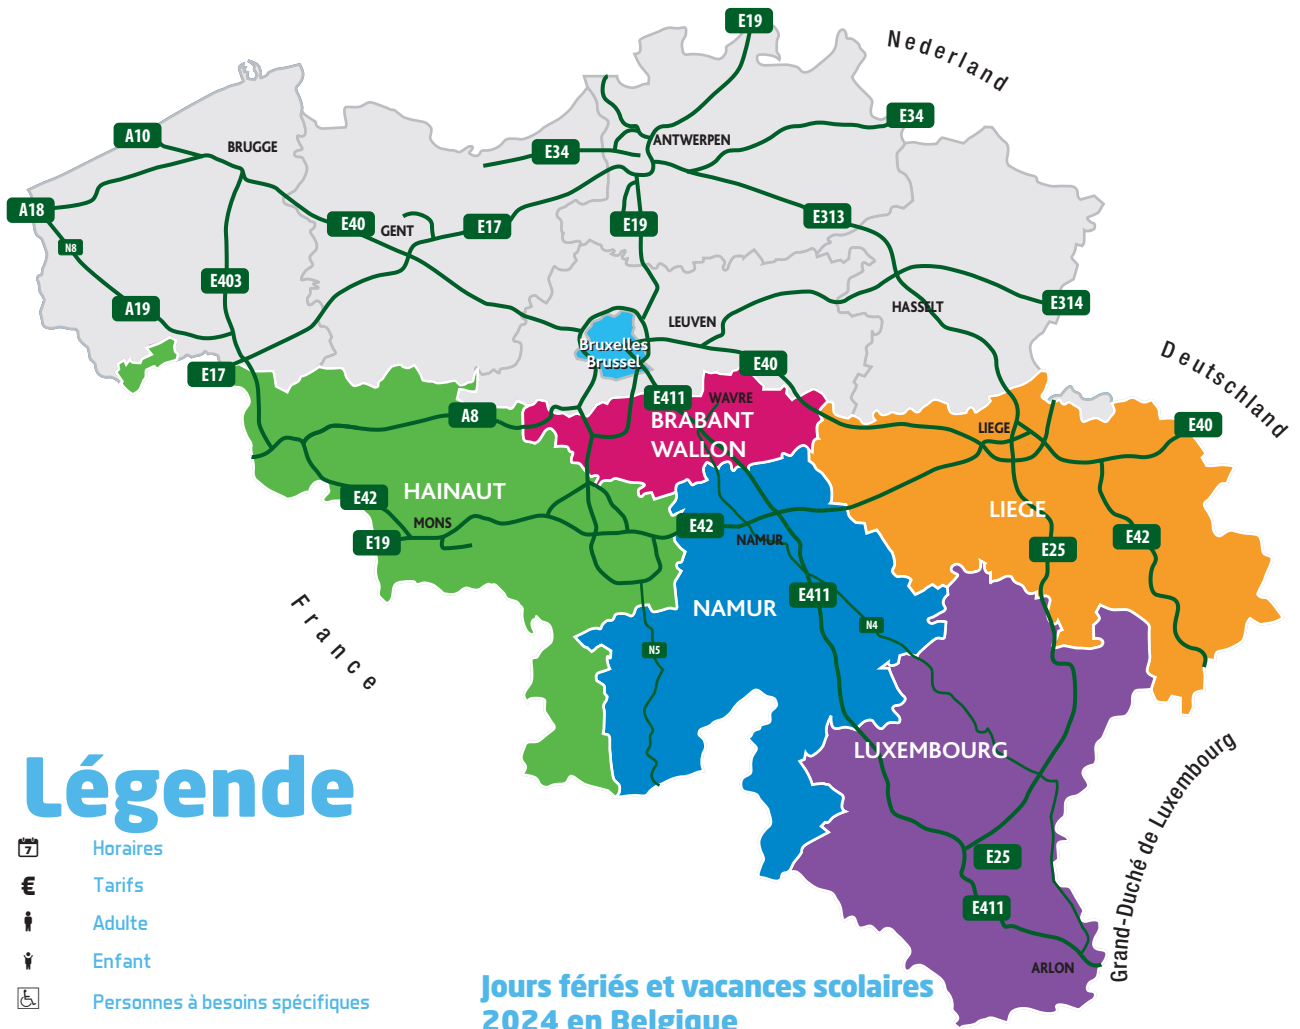 E19
Nederland
A10
E34
E34
ANTWERPEN
BRUGGE
A18
E40
GENT
E17
E19
E313
N8
E403
A19
E314
HASSELT
LEUVEN
Bruxelles
Brussel
Deutschland
E17
E40
E411
WAVRE
A8
BRABANT
WALLON
LIEGE
E40
HAINAUT
E42
MONS
E19
E42
NAMUR
LIEGE
E25
E42
E411
NAMUR
N4
N5
France
LUXEMBOURG
Grand-Duché de Luxembourg
E25
E411
ARLON
Légende
7
Horaires
€
Tarifs
Adulte
Enfant
Personnes à besoins spécifiques
Jours fériés et vacances scolaires
2024 en Belgique